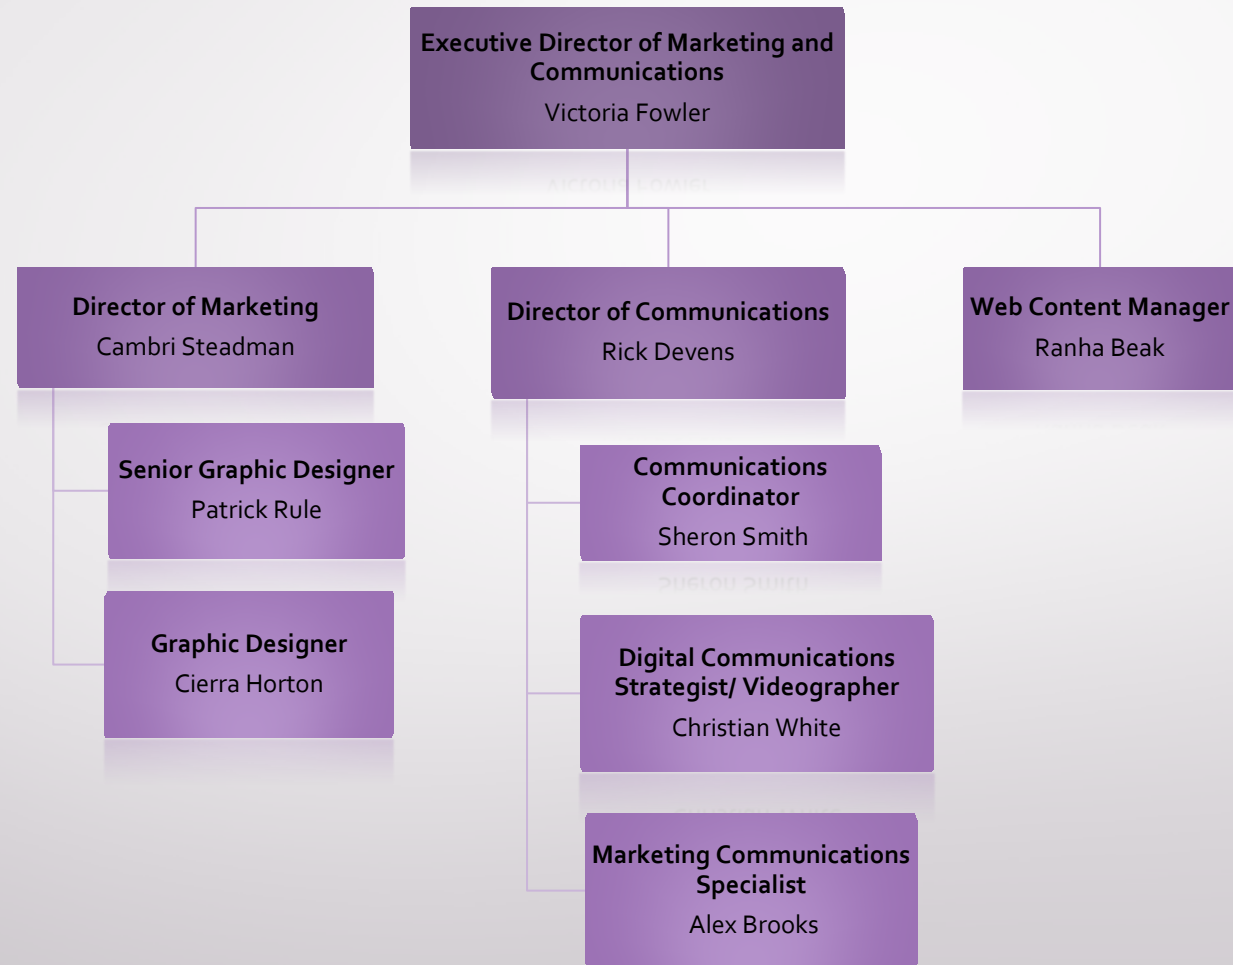 Executive Director of Marketing and
Communications
Victoria Fowler
Director of Marketing
Cambri Steadman
Director of Communications
Rick Devens
Web Content Manager
Ranha Beak
Senior Graphic Designer
Patrick Rule
Graphic Designer
Cierra Horton
Communications
Coordinator
Sheron Smith
Digital Communications
Strategist/ Videographer
Christian White
Marketing Communications
Specialist
Alex Brooks